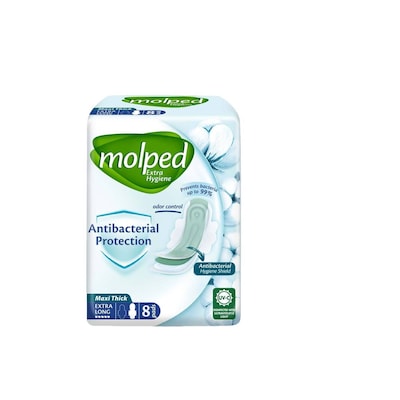 molped
Extra
Hygiene
Prevents bacteria
up to 99%
odor control
Antibacterial
Protection
Antibacterial
Hygiene Shield
Maxi Thick
EXTRA
LONG
8
pads
molped